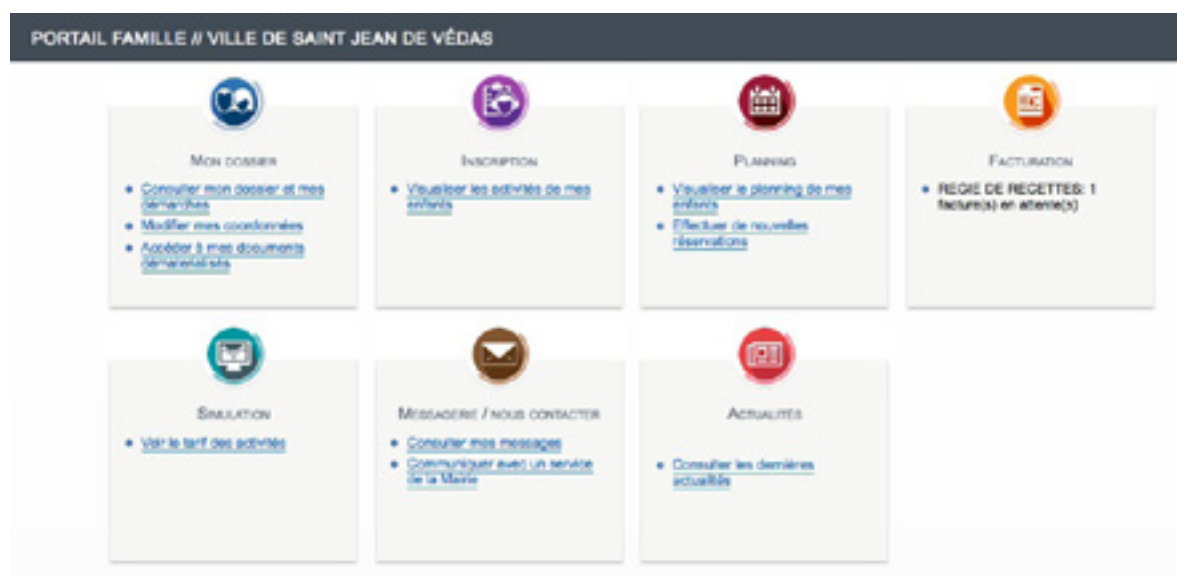 PORTAIL FAMILLE // VILLE DE SAINT JEAN DE VÉDAS
MON DOSSIER
Consulter mon dossier et mes
démarches
Modifier mes coordonnées
Accéder à mes documents
dématérialisés
INSCRIPTION
Visualiser les activités de mes
enfants
PLANNING
Visualiser le planning de mes
enfants
Effectuer de nouvelles
réservations
FACTURATION
REGIE DE RECETTES: 1
facture(s) en attente(s)
SIMULATION
Voir le tarif des activités
MESSAGERIE / NOUS CONTACTER
Consulter mes messages
Communiquer avec un service
de la Mairie
ACTUALITÉS
Consulter les dernières
actualités